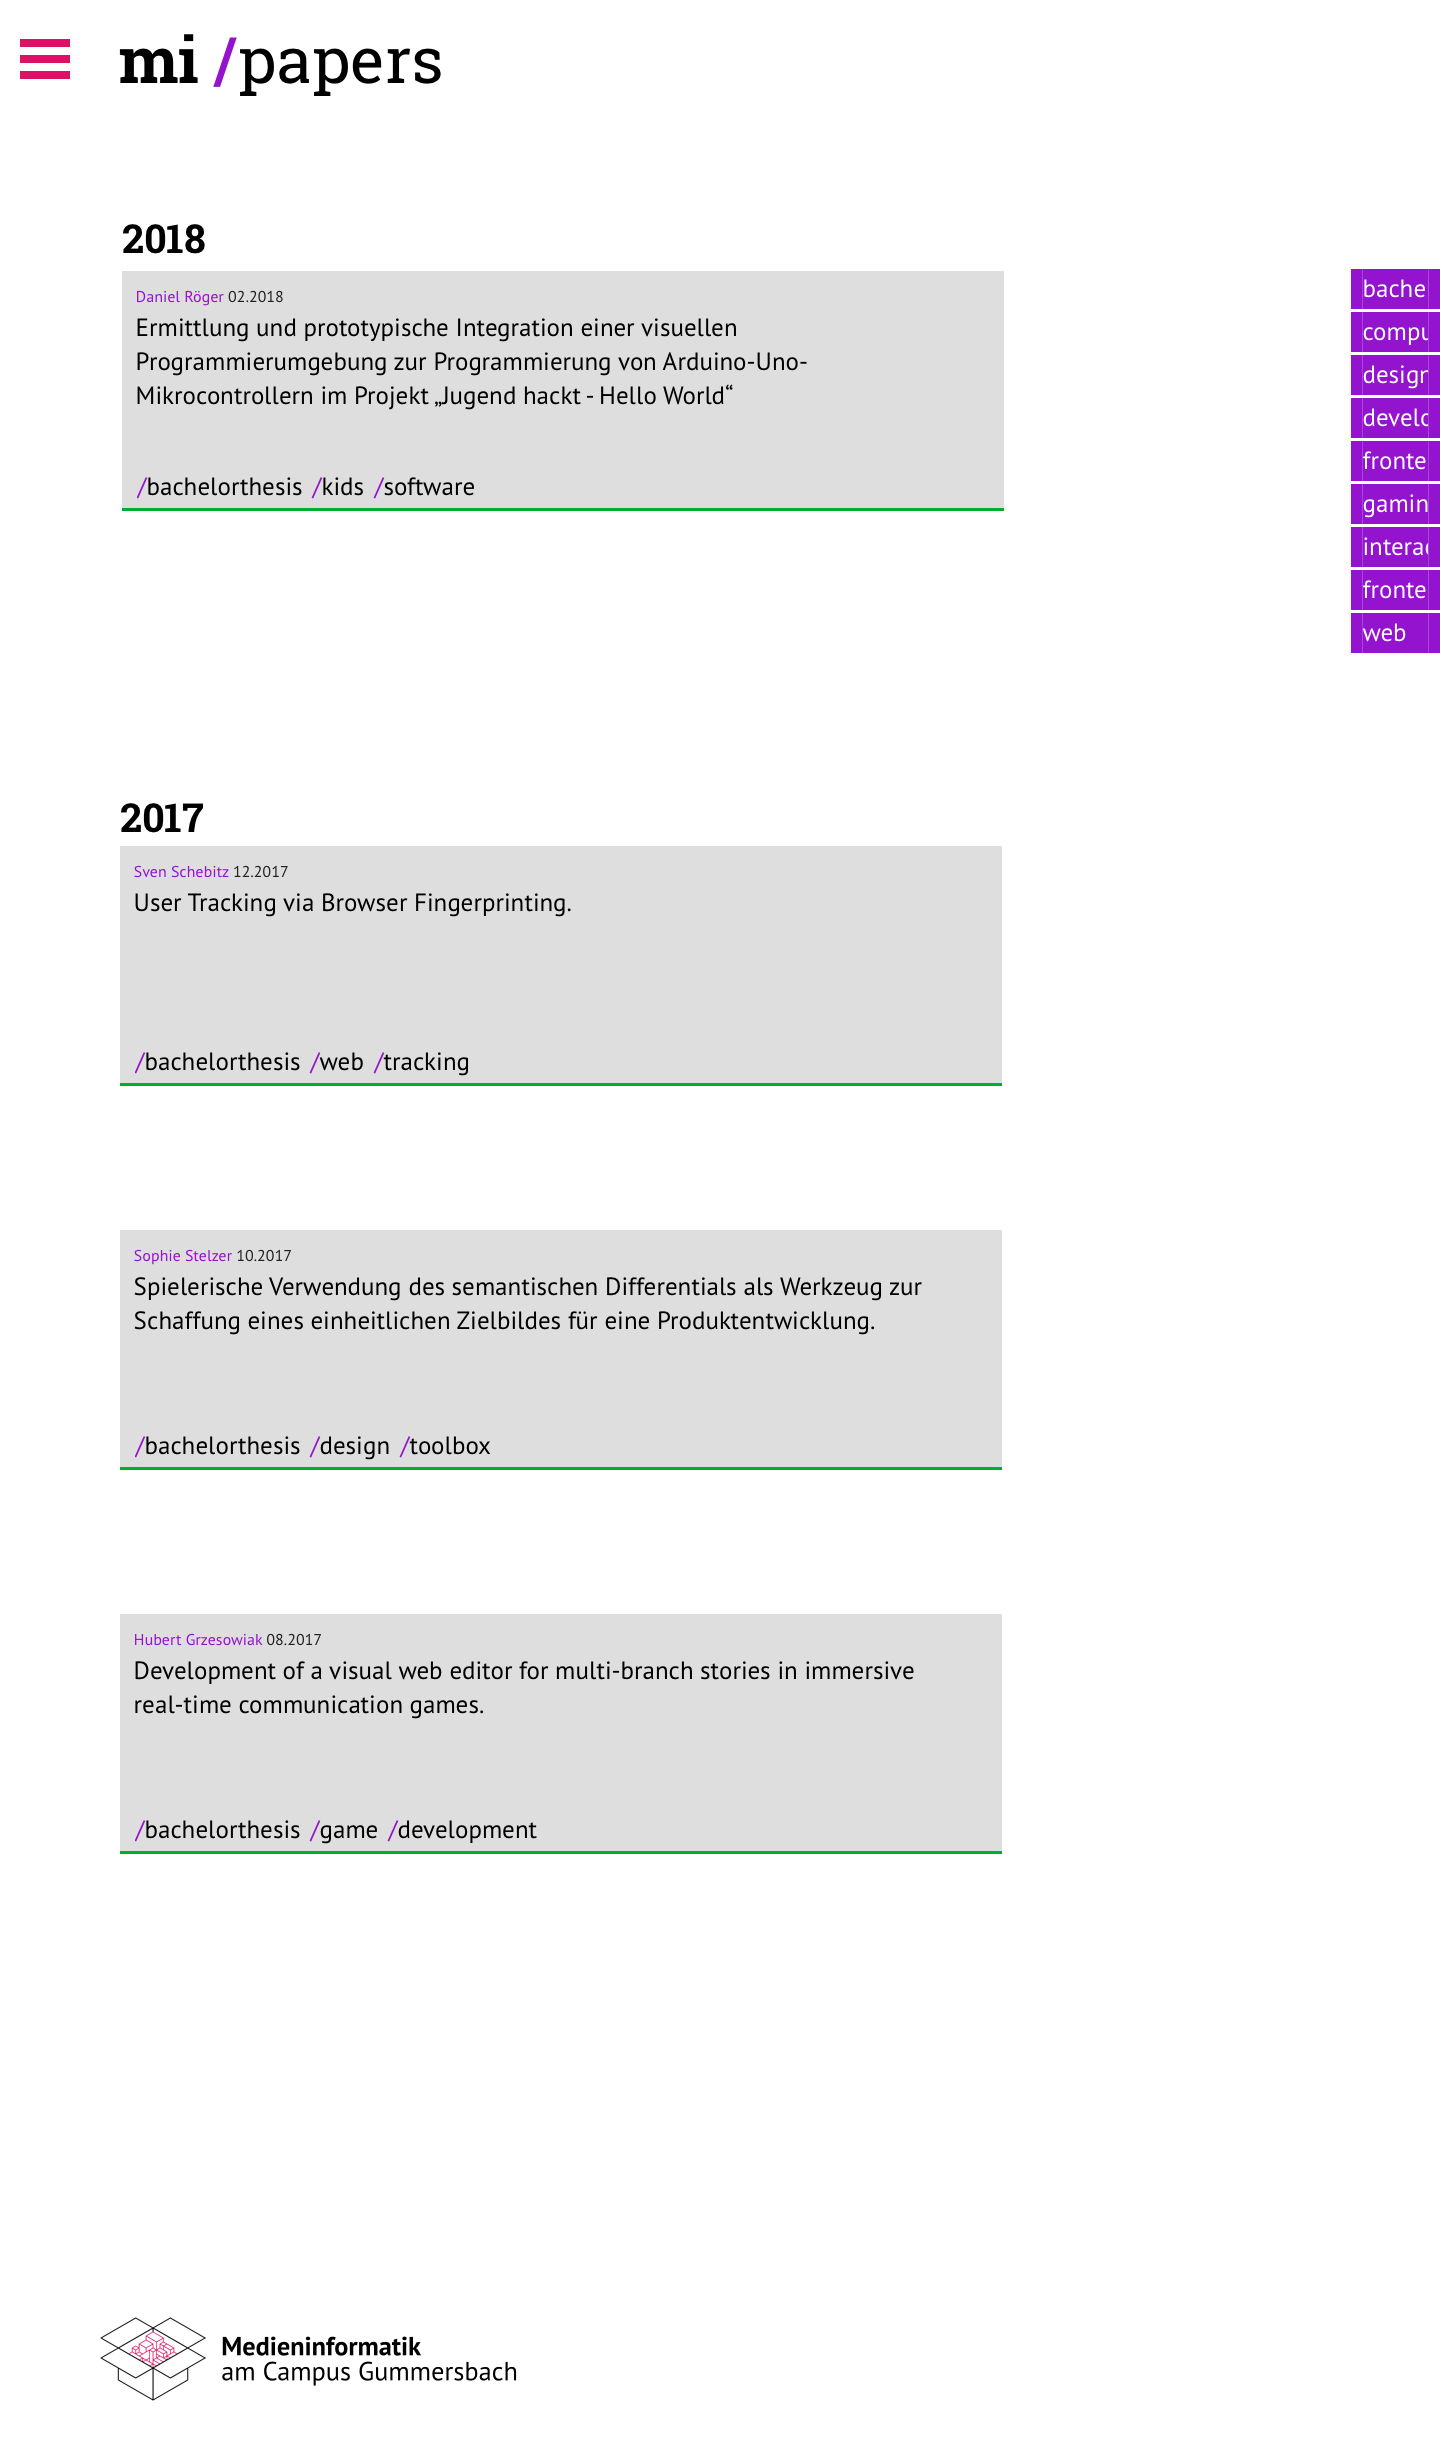 mi /papers
2018
Daniel Röger 02.2018
Ermittlung und prototypische Integration einer visuellen
Programmierumgebung zur Programmierung von Arduino-Uno-
Mikrocontrollern im Projekt „Jugend hackt - Hello World“
/bachelorthesis /kids /software
bache
compu
design
develo
fronte
gamin
interac
fronte
web
2017
Sven Schebitz 12.2017
User Tracking via Browser Fingerprinting.
/bachelorthesis /web /tracking
Sophie Stelzer 10.2017
Spielerische Verwendung des semantischen Differentials als Werkzeug zur
Schaffung eines einheitlichen Zielbildes für eine Produktentwicklung.
/bachelorthesis /design /toolbox
Hubert Grzesowiak 08.2017
Development of a visual web editor for multi-branch stories in immersive
real-time communication games.
/bachelorthesis /game /development
Medieninformatik
am Campus Gummersbach